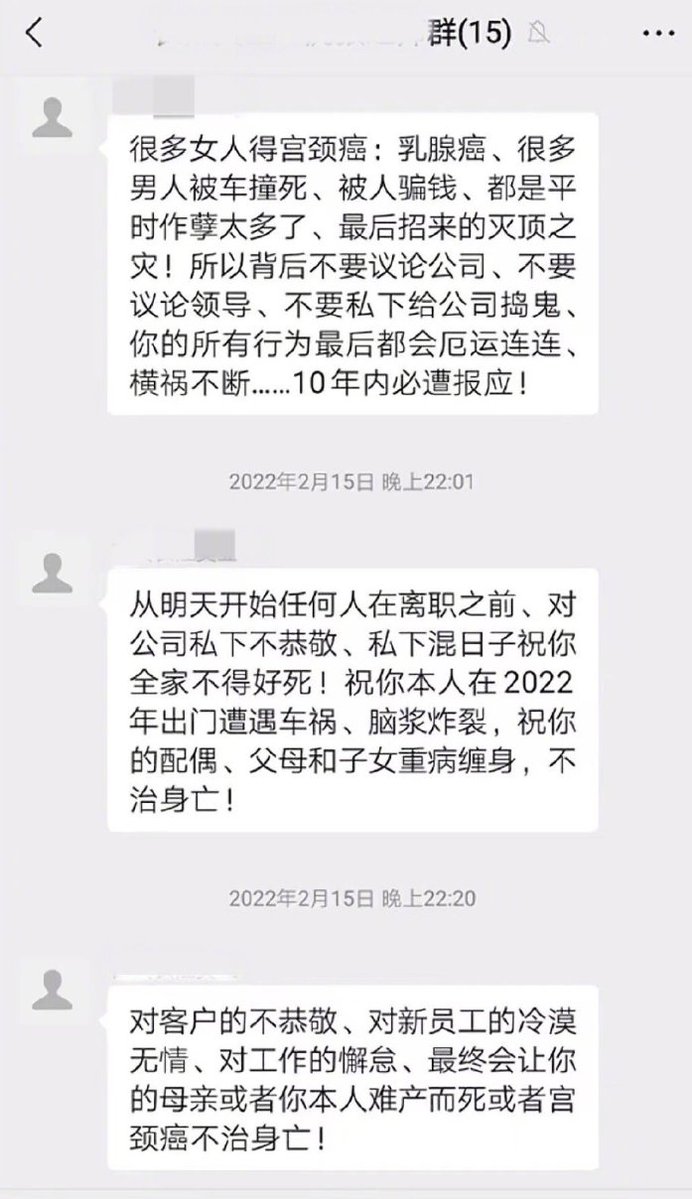 群(15)
很多女人得宫颈癌：乳腺癌、很多
男人被车撞死、被人骗钱、都是平
时作孽太多了、最后招来的灭顶之
灾！所以背后不要议论公司、不要
议论领导、不要私下给公司捣鬼、
你的所有行为最后都会厄运连连、
横祸不断……10年内必遭报应！
2022年2月15日 晚上22:01
从明天开始任何人在离职之前、对
公司私下不恭敬、私下混日子祝你
全家不得好死！祝你本人在2022
年出门遭遇车祸、脑浆炸裂，祝你
的配偶、父母和子女重病缠身，不
治身亡！
2022年2月15日 晚上22:20
对客户的不恭敬、对新员工的冷漠
无情、对工作的懈怠、最终会让你
的母亲或者你本人难产而死或者宫
颈癌不治身亡！